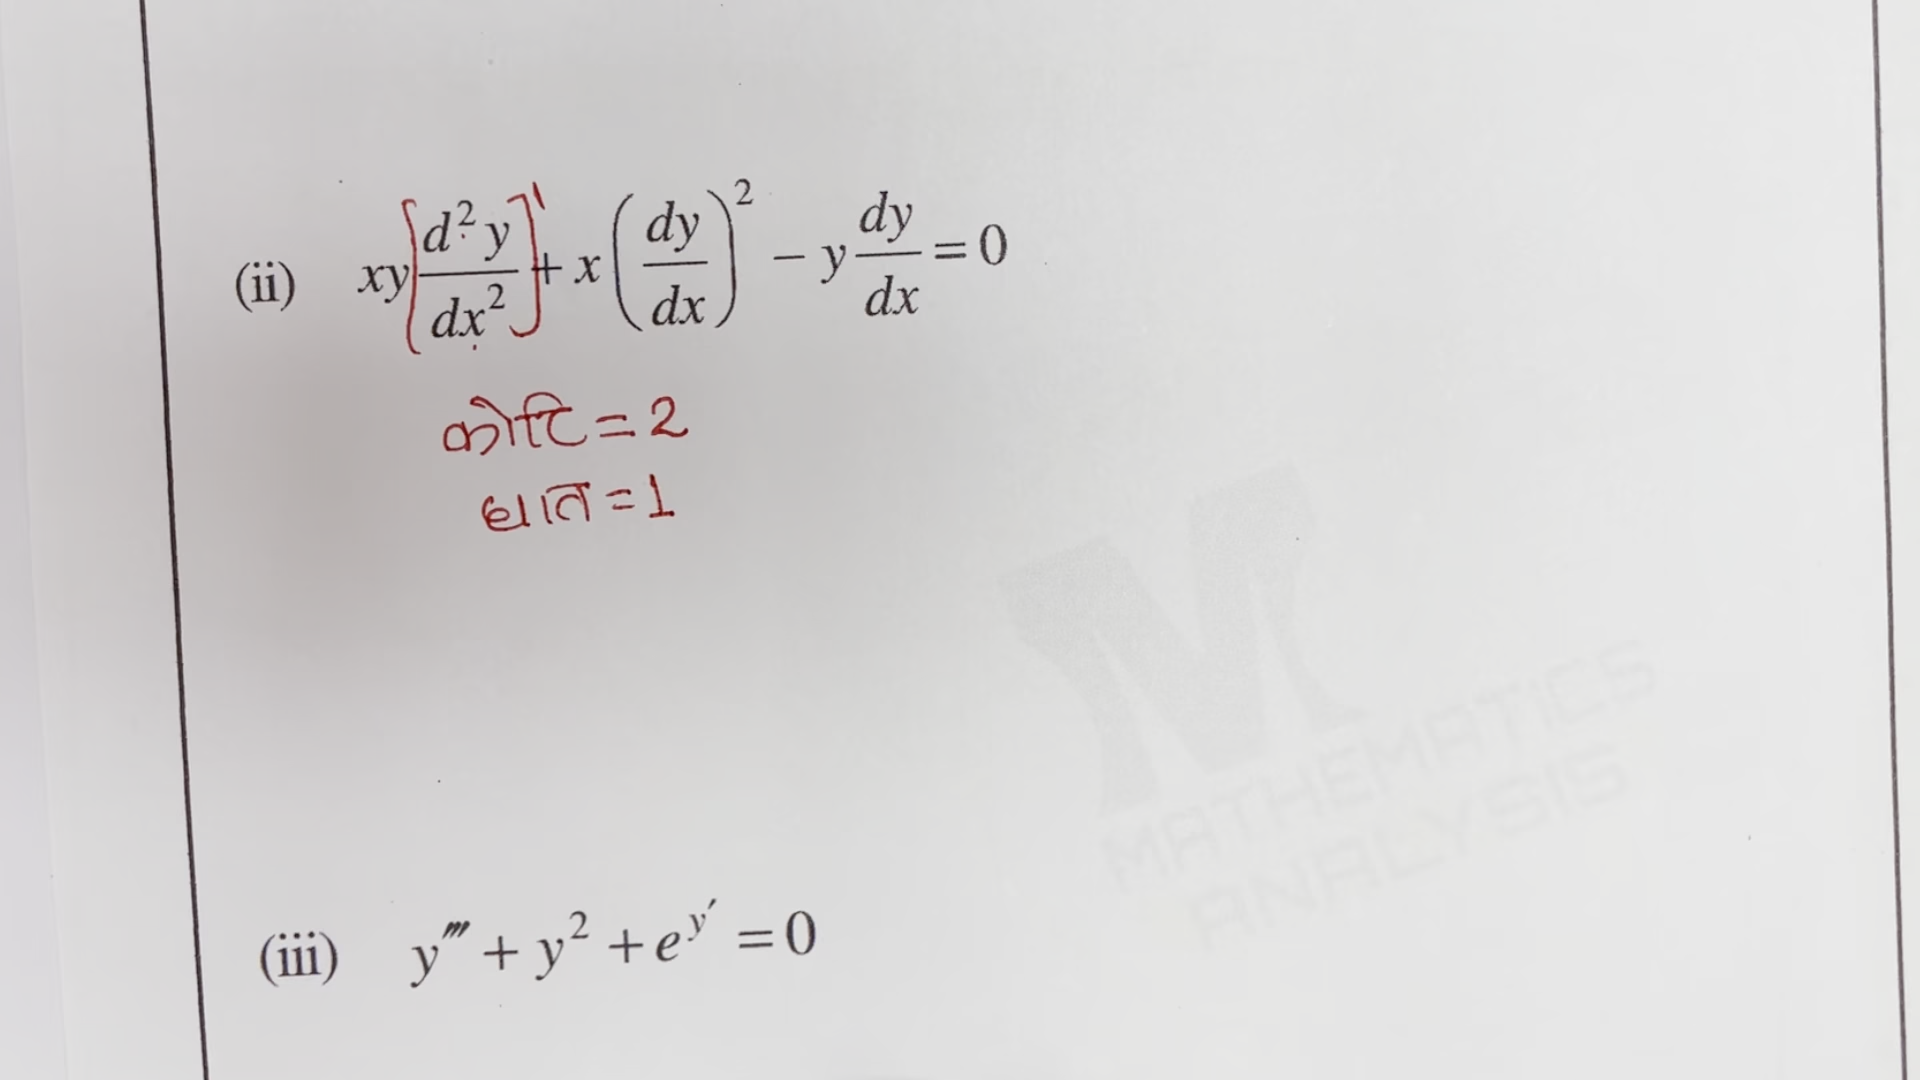 (ii) xy[d²y/dx²]¹ + x(dy/dx)² − y dy/dx = 0
कोटि = 2
घात = 1
MATHEMATICS
ANALYSIS
(iii) y‴ + y² + e^y′ = 0